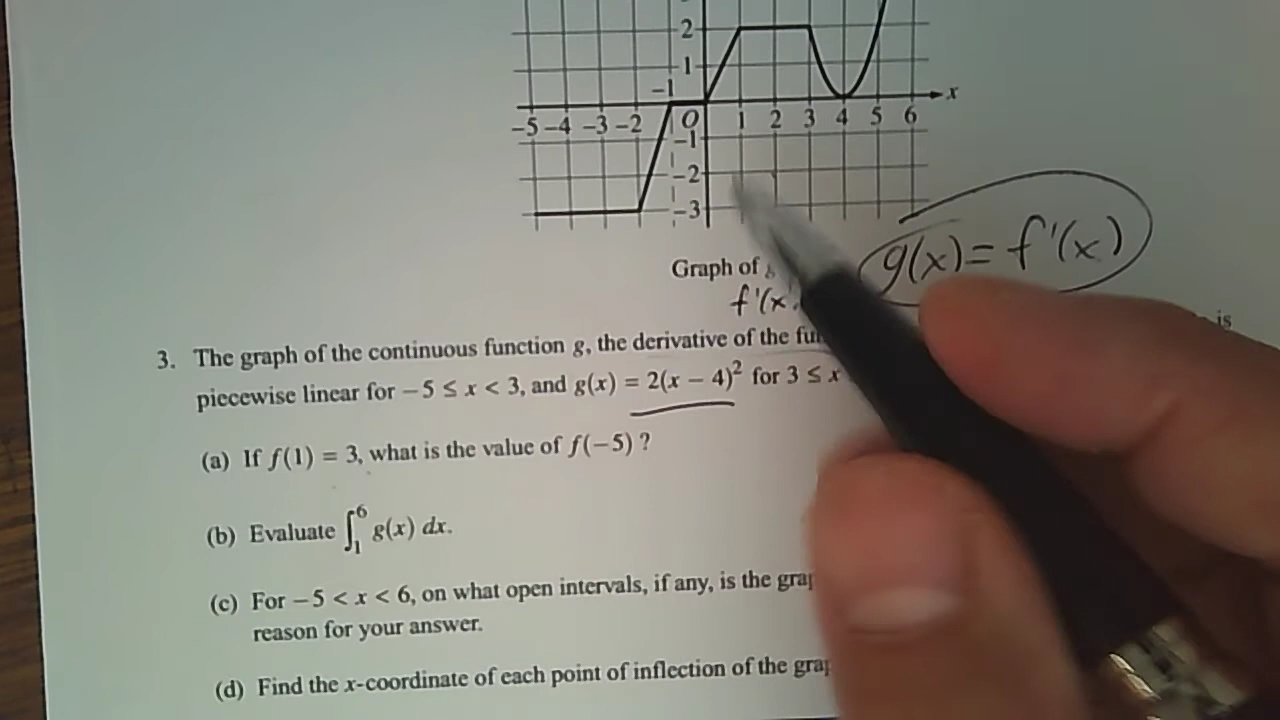 2
1
-1
x
-5 -4 -3 -2 O 1 2 3 4 5 6
-1
-2
-3
Graph of g
g(x) = f'(x)
f'(x
is
3. The graph of the continuous function g, the derivative of the
piecewise linear for −5 ≤ x < 3, and g(x) = 2(x − 4)² for 3 ≤ x
(a) If f(1) = 3, what is the value of f(−5) ?
(b) Evaluate ∫₁⁶ g(x) dx.
(c) For −5 < x < 6, on what open intervals, if any, is the
reason for your answer.
(d) Find the x-coordinate of each point of inflection of the